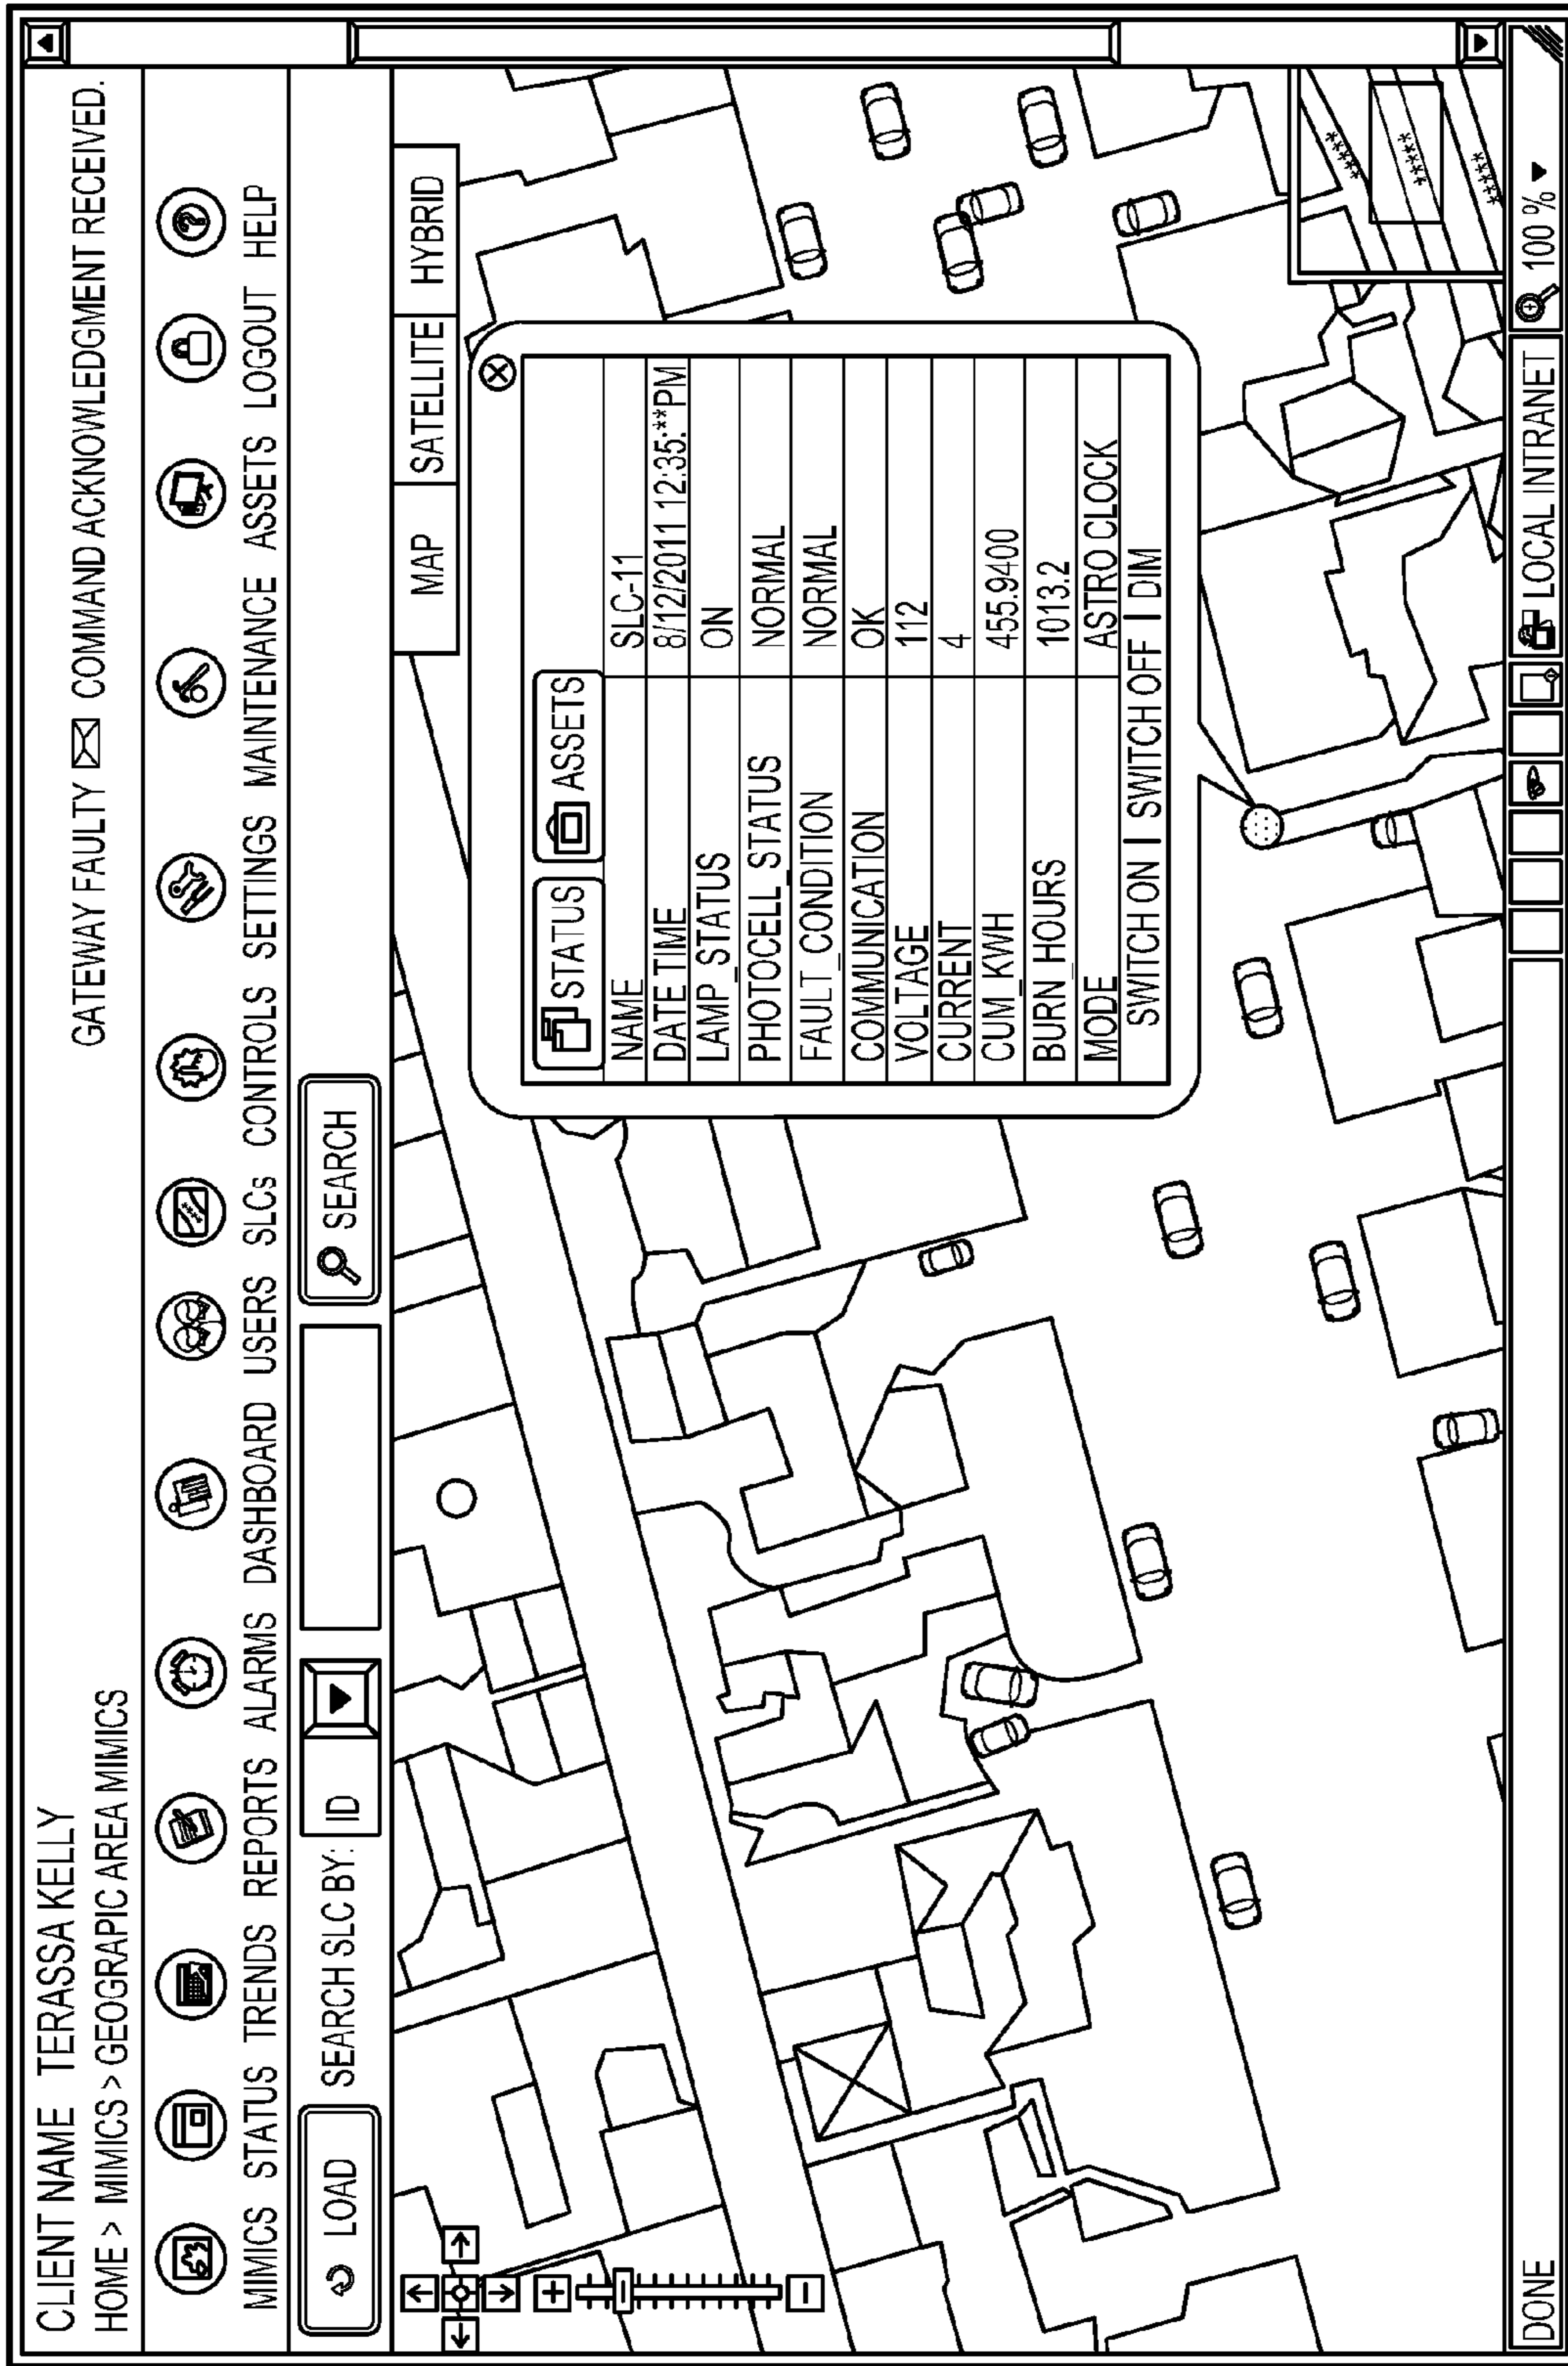 CLIENT NAME TERASSA KELLY
GATEWAY FAULTY COMMAND ACKNOWLEDGMENT RECEIVED.
HOME > MIMICS > GEOGRAPIC AREA MIMICS
MIMICS STATUS TRENDS REPORTS ALARMS DASHBOARD USERS SLCs CONTROLS SETTINGS MAINTENANCE ASSETS LOGOUT HELP
LOAD SEARCH SLC BY: ID SEARCH
MAP SATELLITE HYBRID
STATUS ASSETS
NAME SLC-11
DATE TIME 8/12/2011 12:35:**PM
LAMP_STATUS ON
PHOTOCELL_STATUS NORMAL
FAULT_CONDITION NORMAL
COMMUNICATION OK
VOLTAGE 112
CURRENT 4
CUM_KWH 455.9400
BURN_HOURS 1013.2
MODE ASTRO CLOCK
SWITCH ON | SWITCH OFF | DIM
****
*****
*****
DONE LOCAL INTRANET 100 %